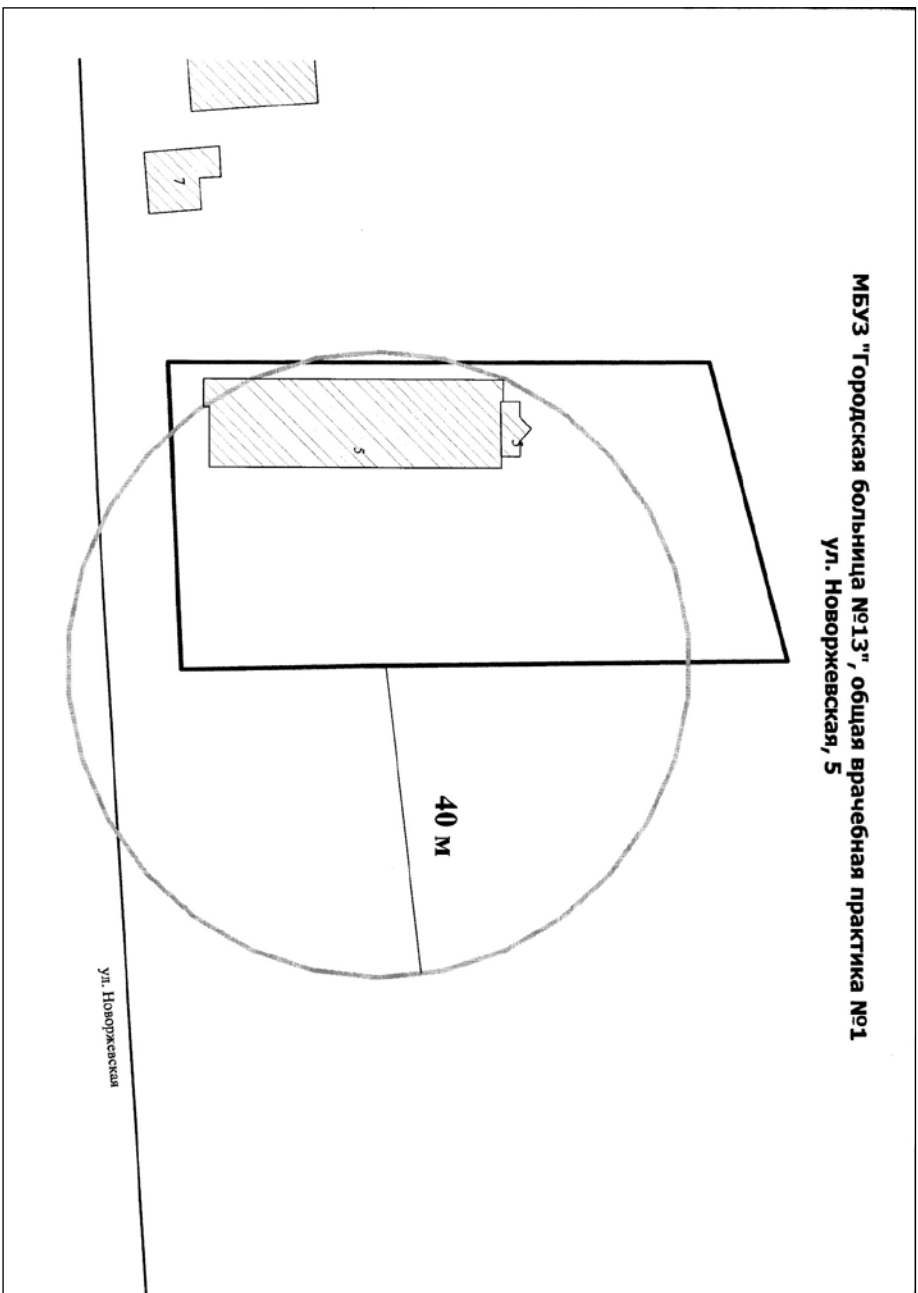 МБУЗ "Городская больница №13", общая врачебная практика №1
ул. Новоржевская, 5
5
5
7
40 м
ул. Новоржевская